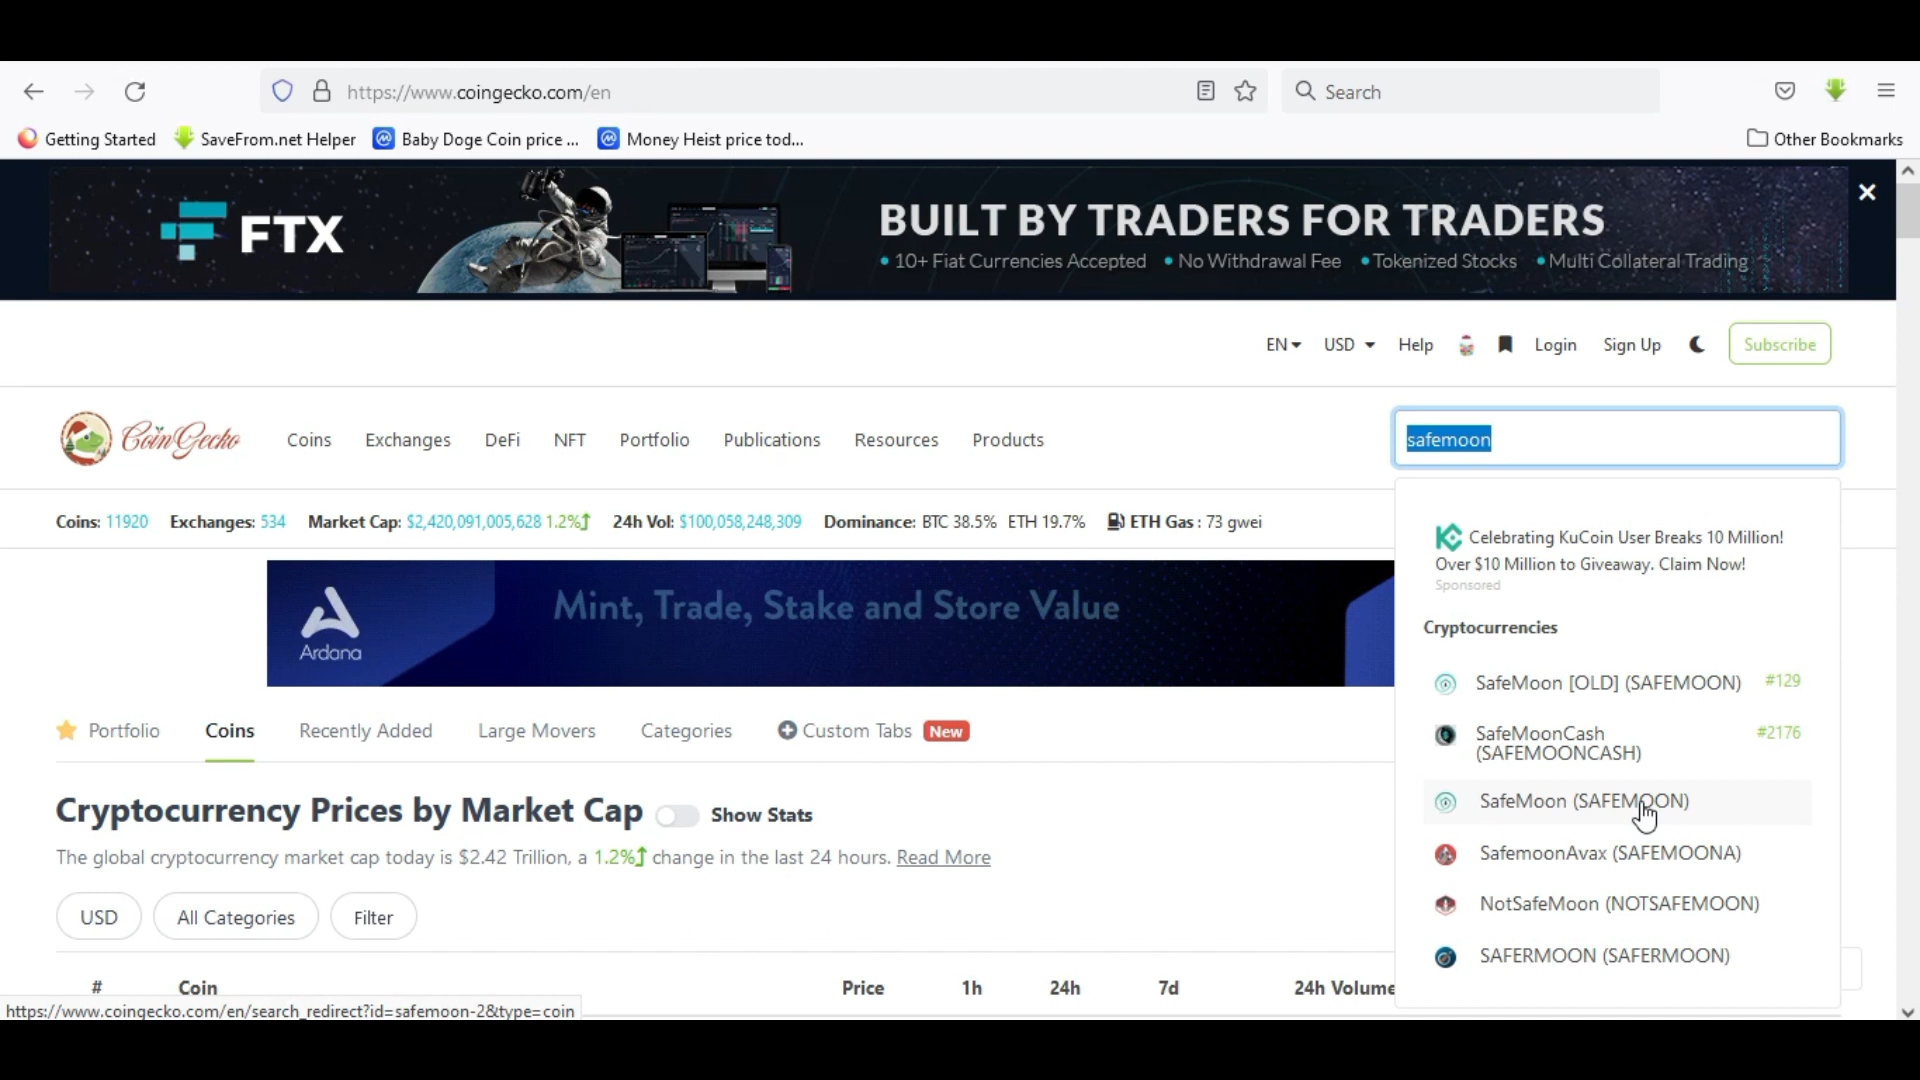 https://www.coingecko.com/en
Search
Getting Started
SaveFrom.net Helper
Baby Doge Coin price ...
Money Heist price tod...
Other Bookmarks
FTX
BUILT BY TRADERS FOR TRADERS
• 10+ Fiat Currencies Accepted • No Withdrawal Fee • Tokenized Stocks • Multi Collateral Trading
EN
USD
Help
Login
Sign Up
Subscribe
CoinGecko
Coins
Exchanges
DeFi
NFT
Portfolio
Publications
Resources
Products
safemoon
Coins: 11920 Exchanges: 534 Market Cap: $2,420,091,005,628 1.2% 24h Vol: $100,058,248,309 Dominance: BTC 38.5% ETH 19.7% ETH Gas : 73 gwei
Celebrating KuCoin User Breaks 10 Million!
Over $10 Million to Giveaway. Claim Now!
Sponsored
Ardana
Mint, Trade, Stake and Store Value
Cryptocurrencies
SafeMoon [OLD] (SAFEMOON) #129
SafeMoonCash #2176
(SAFEMOONCASH)
SafeMoon (SAFEMOON)
SafemoonAvax (SAFEMOONA)
NotSafeMoon (NOTSAFEMOON)
SAFERMOON (SAFERMOON)
Portfolio
Coins
Recently Added
Large Movers
Categories
Custom Tabs New
Cryptocurrency Prices by Market Cap
Show Stats
The global cryptocurrency market cap today is $2.42 Trillion, a 1.2% change in the last 24 hours. Read More
USD
All Categories
Filter
# Coin Price 1h 24h 7d 24h Volume
https://www.coingecko.com/en/search_redirect?id=safemoon-2&type=coin